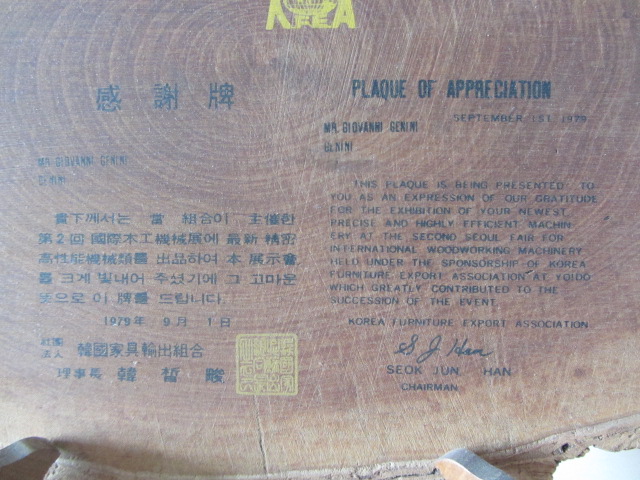 KFEA
感謝牌
MR. GIOVANNI GENINI
GENINI
貴下께서는 當 組合이 主催한
第2回 國際木工機械展에 最新 精密
高性能機械類를 出品하여 本 展示會
를 크게 빛내어 주셨기에 그 고마운
뜻으로 이 牌를 드립니다.
1979年 9月 1日
社團法人 韓國家具輸出組合
理事長 韓 晢 駿
PLAQUE OF APPRECIATION
SEPTEMBER 1ST. 1979
MR. GIOVANNI GENINI
GENINI
THIS PLAQUE IS BEING PRESENTED TO
YOU AS AN EXPRESSION OF OUR GRATITUDE
FOR THE EXHIBITION OF YOUR NEWEST,
PRECISE AND HIGHLY EFFICIENT MACHIN-
ERY AT THE SECOND SEOUL FAIR FOR
INTERNATIONAL WOODWORKING MACHINERY
HELD UNDER THE SPONSORSHIP OF KOREA
FURNITURE EXPORT ASSOCIATION AT YOIDO
WHICH GREATLY CONTRIBUTED TO THE
SUCCESSION OF THE EVENT.
KOREA FURNITURE EXPORT ASSOCIATION
S. J. Han
SEOK JUN HAN
CHAIRMAN